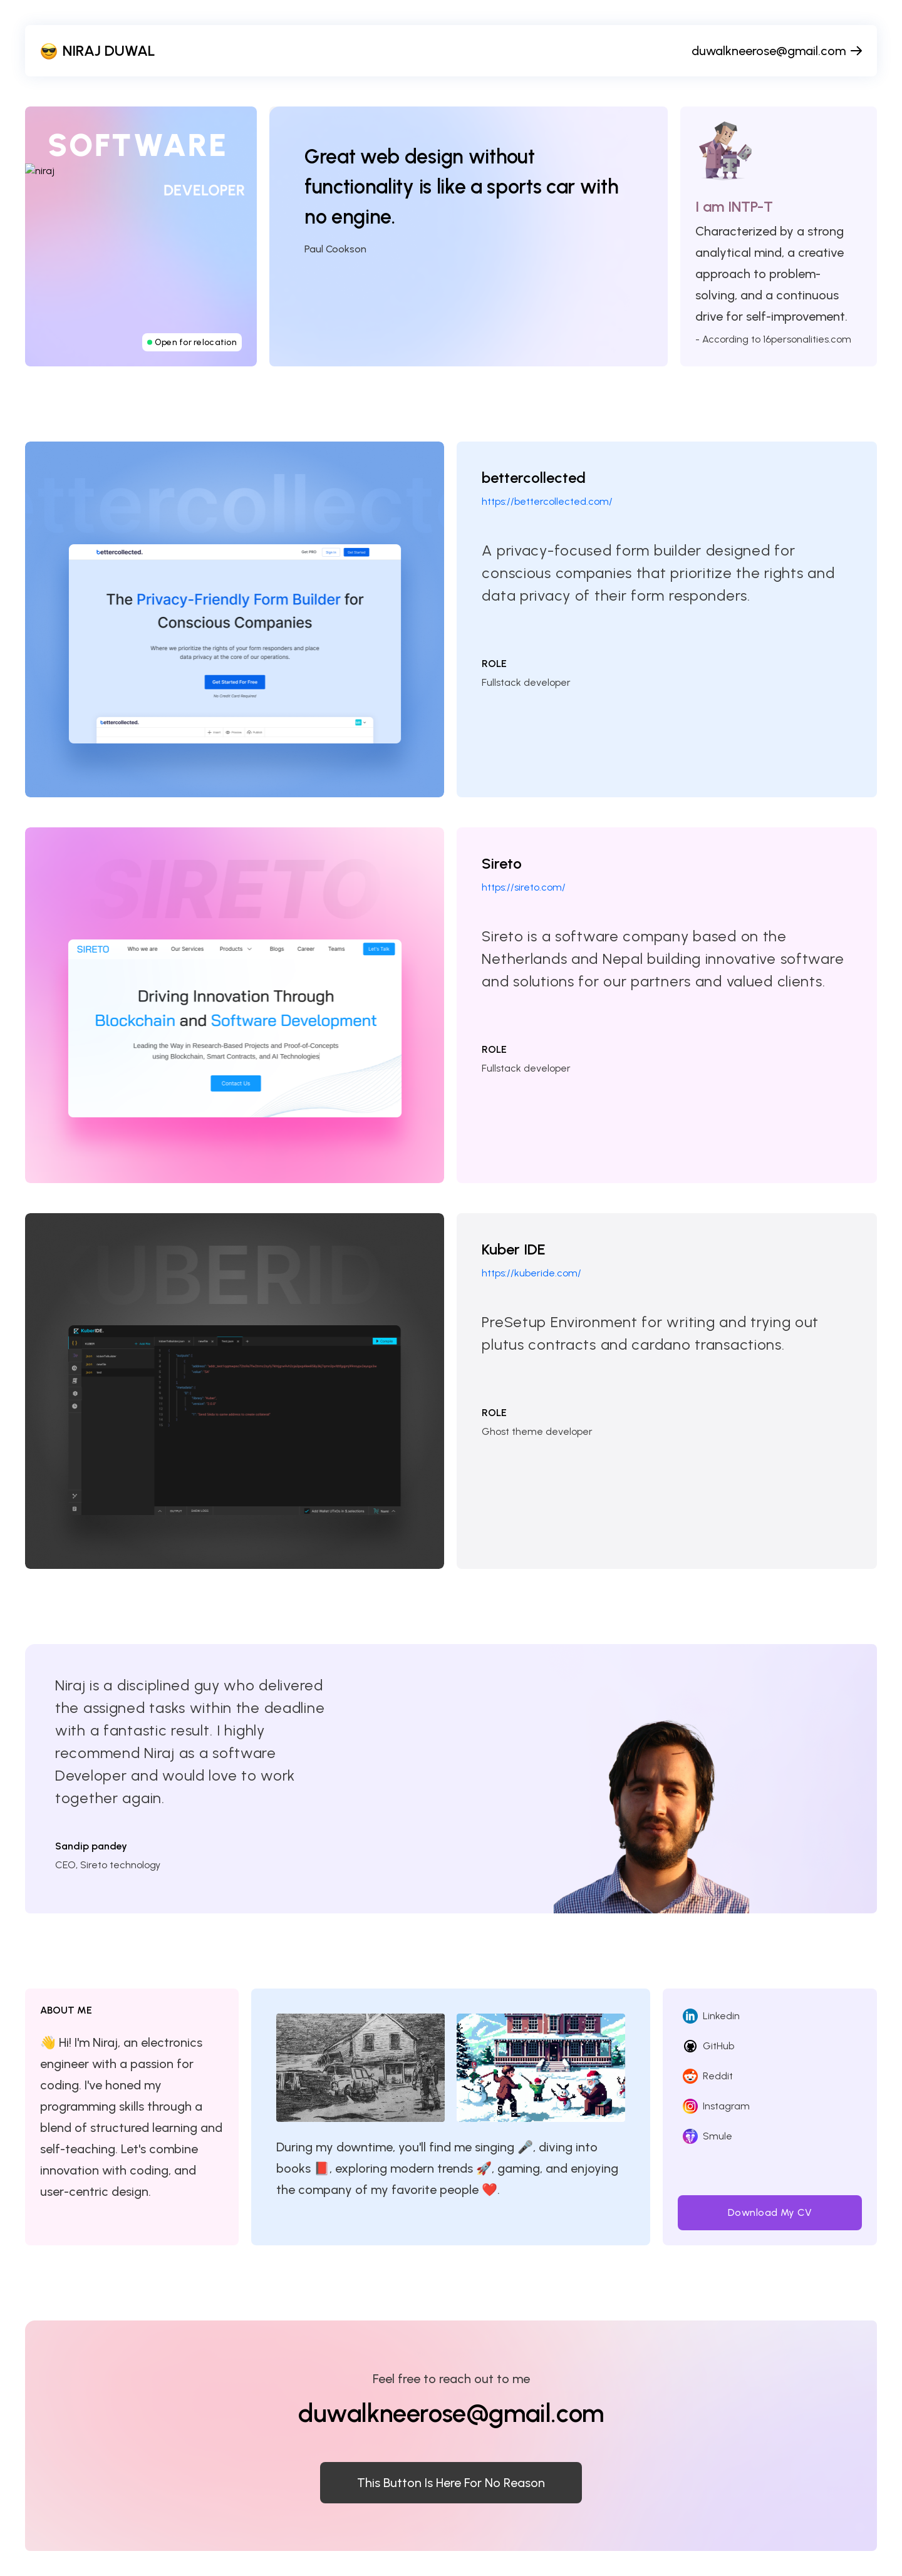 😎 NIRAJ DUWAL
duwalkneerose@gmail.com →
SOFTWARE
niraj
DEVELOPER
Open for relocation
Great web design without
functionality is like a sports car with
no engine.
Paul Cookson
I am INTP-T
Characterized by a strong
analytical mind, a creative
approach to problem-
solving, and a continuous
drive for self-improvement.
- According to 16personalities.com
ttercollect
bettercollected.
Get PRO Sign in Get Started
The Privacy-Friendly Form Builder for
Conscious Companies
Where we prioritize the rights of your form responders and place
data privacy at the core of our operations.
Get Started For Free
No Credit Card Required
bettercollected.
bettercollected
https://bettercollected.com/
A privacy-focused form builder designed for
conscious companies that prioritize the rights and
data privacy of their form responders.
ROLE
Fullstack developer
SIRETO
SIRETO Who we are Our Services Products Blogs Career Teams Let's Talk
Driving Innovation Through
Blockchain and Software Development
Leading the Way in Research-Based Projects and Proof-of-Concepts
using Blockchain, Smart Contracts, and AI Technologies
Contact Us
Sireto
https://sireto.com/
Sireto is a software company based on the
Netherlands and Nepal building innovative software
and solutions for our partners and valued clients.
ROLE
Fullstack developer
UBERID
KuberIDE.
Kuber IDE
https://kuberide.com/
PreSetup Environment for writing and trying out
plutus contracts and cardano transactions.
ROLE
Ghost theme developer
Niraj is a disciplined guy who delivered
the assigned tasks within the deadline
with a fantastic result. I highly
recommend Niraj as a software
Developer and would love to work
together again.
Sandip pandey
CEO, Sireto technology
ABOUT ME
👋 Hi! I'm Niraj, an electronics
engineer with a passion for
coding. I've honed my
programming skills through a
blend of structured learning and
self-teaching. Let's combine
innovation with coding, and
user-centric design.
During my downtime, you'll find me singing 🎤, diving into
books 📕, exploring modern trends 🚀, gaming, and enjoying
the company of my favorite people ❤️.
Linkedin
GitHub
Reddit
Instagram
Smule
Download My CV
Feel free to reach out to me
duwalkneerose@gmail.com
This Button Is Here For No Reason